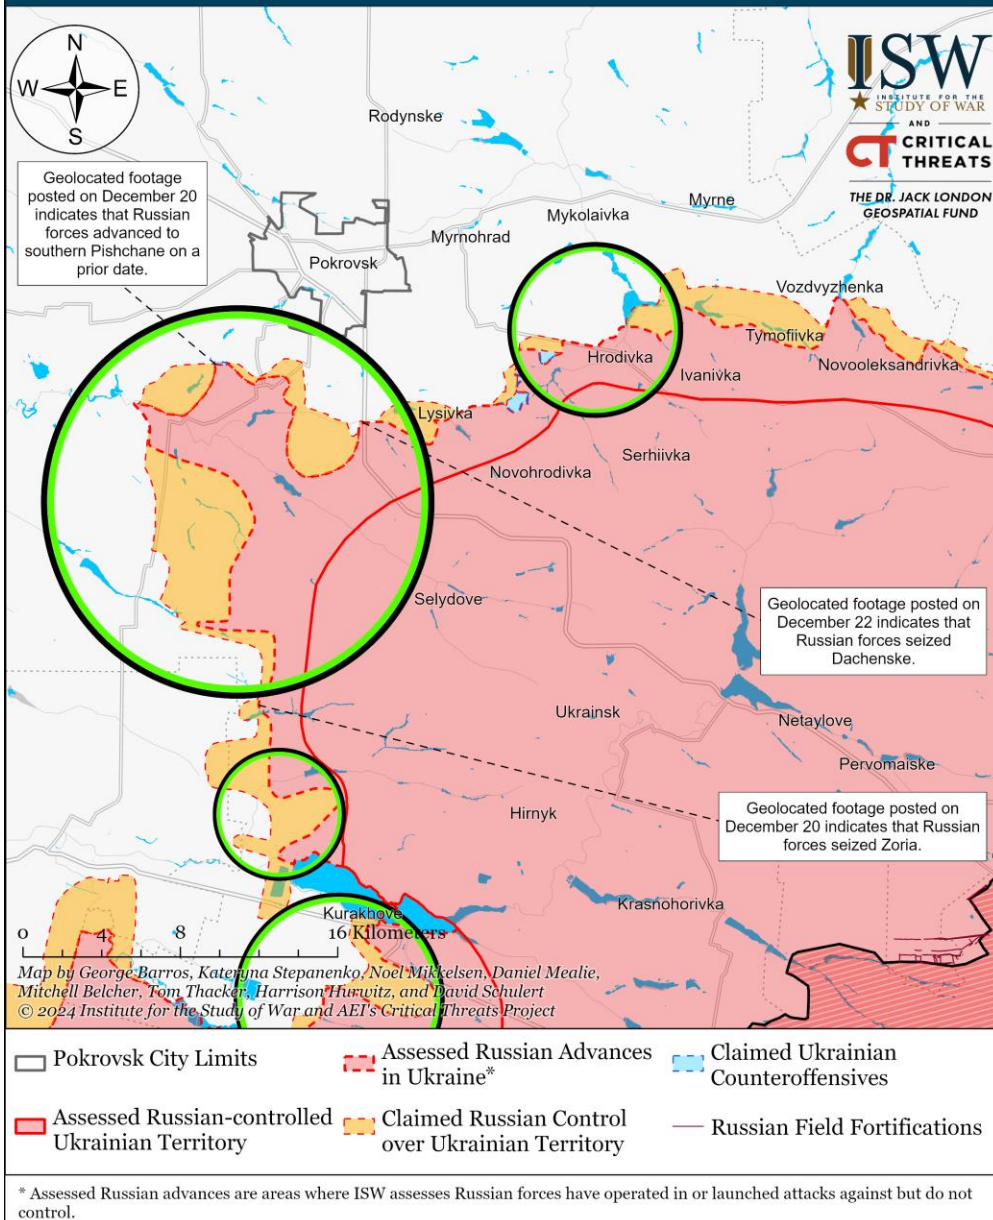 N
W
E
S
ISW
INSTITUTE FOR THE
STUDY OF WAR
AND
CT CRITICAL
THREATS
THE DR. JACK LONDON
GEOSPATIAL FUND
Geolocated footage
posted on December 20
indicates that Russian
forces advanced to
southern Pishchane on a
prior date.
Rodynske
Mykolaivka
Myrne
Myrnohrad
Pokrovsk
Vozdvyzhenka
Tymofiivka
Hrodivka
Ivanivka
Novooleksandrivka
Lysivka
Novohrodivka
Serhiivka
Selydove
Geolocated footage posted on
December 22 indicates that
Russian forces seized
Dachenske.
Ukrainsk
Netaylove
Pervomaiske
Hirnyk
Geolocated footage posted on
December 20 indicates that Russian
forces seized Zoria.
Krasnohorivka
Kurakhove
0 4 8 16 Kilometers
Map by George Barros, Kateryna Stepanenko, Noel Mikkelsen, Daniel Mealie,
Mitchell Belcher, Tom Thacker, Harrison Hurwitz, and David Schulert
© 2024 Institute for the Study of War and AEI's Critical Threats Project
Pokrovsk City Limits
Assessed Russian Advances
in Ukraine*
Claimed Ukrainian
Counteroffensives
Assessed Russian-controlled
Ukrainian Territory
Claimed Russian Control
over Ukrainian Territory
Russian Field Fortifications
* Assessed Russian advances are areas where ISW assesses Russian forces have operated in or launched attacks against but do not
control.